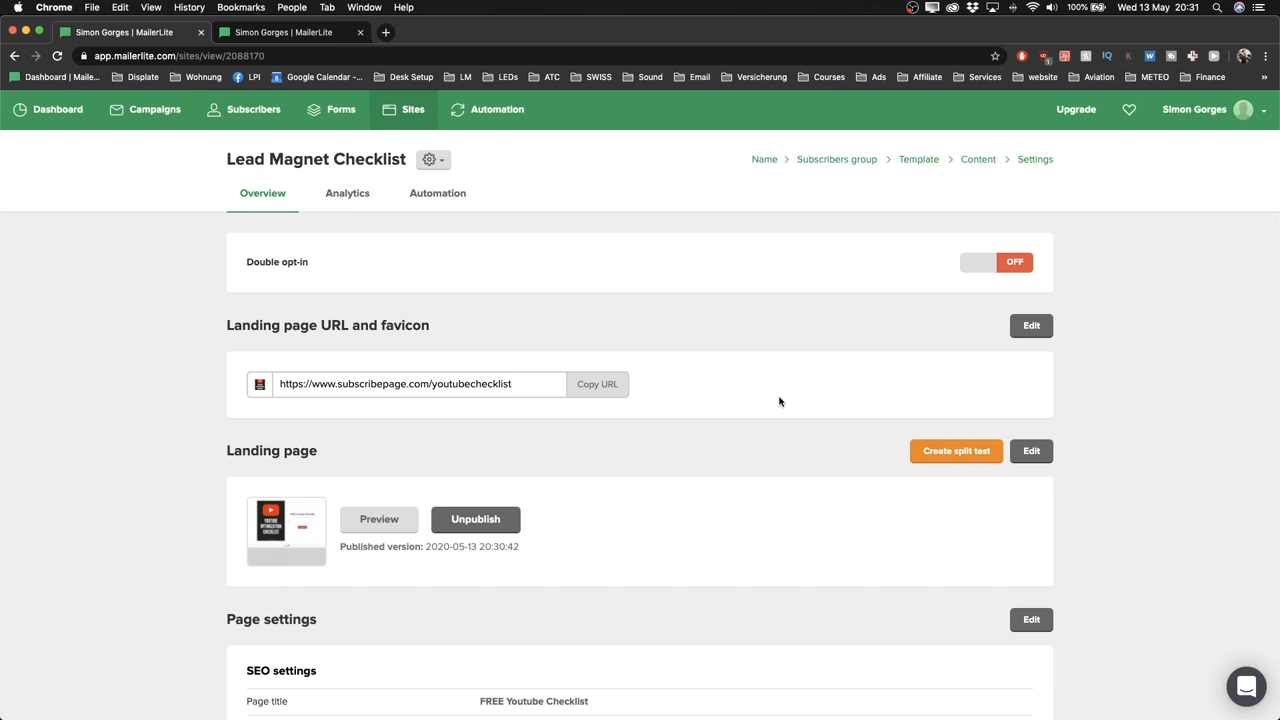 Chrome File Edit View History Bookmarks People Tab Window Help 100% Wed 13 May 20:31
Simon Gorges | MailerLite Simon Gorges | MailerLite
app.mailerlite.com/sites/view/2088170
Dashboard | Maile... Displate Wohnung LPI Google Calendar -... Desk Setup LM LEDs ATC SWISS Sound Email Versicherung Courses Ads Affiliate Services website Aviation METEO Finance
Dashboard Campaigns Subscribers Forms Sites Automation Upgrade Simon Gorges
Lead Magnet Checklist Name > Subscribers group > Template > Content > Settings
Overview Analytics Automation
Double opt-in OFF
Landing page URL and favicon Edit
https://www.subscribepage.com/youtubechecklist Copy URL
Landing page Create split test Edit
YOUTUBE
OPTIMIZATION
CHECKLIST
Preview Unpublish
Published version: 2020-05-13 20:30:42
Page settings Edit
SEO settings
Page title FREE Youtube Checklist